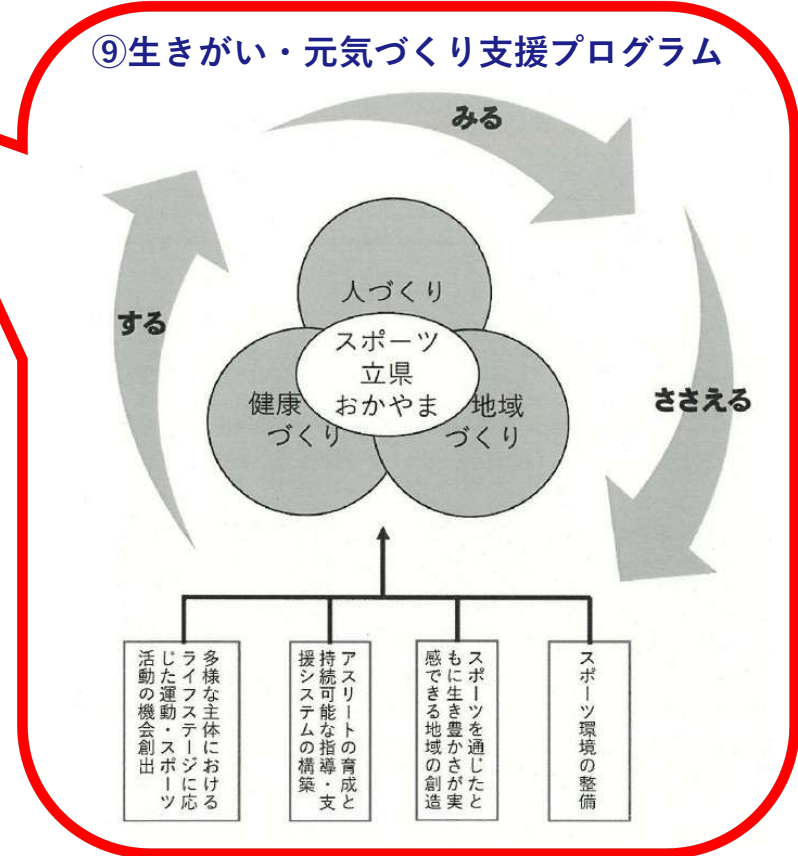 ⑨生きがい・元気づくり支援プログラム
みる
する
ささえる
人づくり
スポーツ
立県
おかやま
健康
づくり
地域
づくり
多様な主体における
ライフステージに応
じた運動・スポーツ
活動の機会創出
アスリートの育成と
持続可能な指導・支
援システムの構築
スポーツを通じたと
もに生き豊かさが実
感できる地域の創造
スポーツ環境の整備